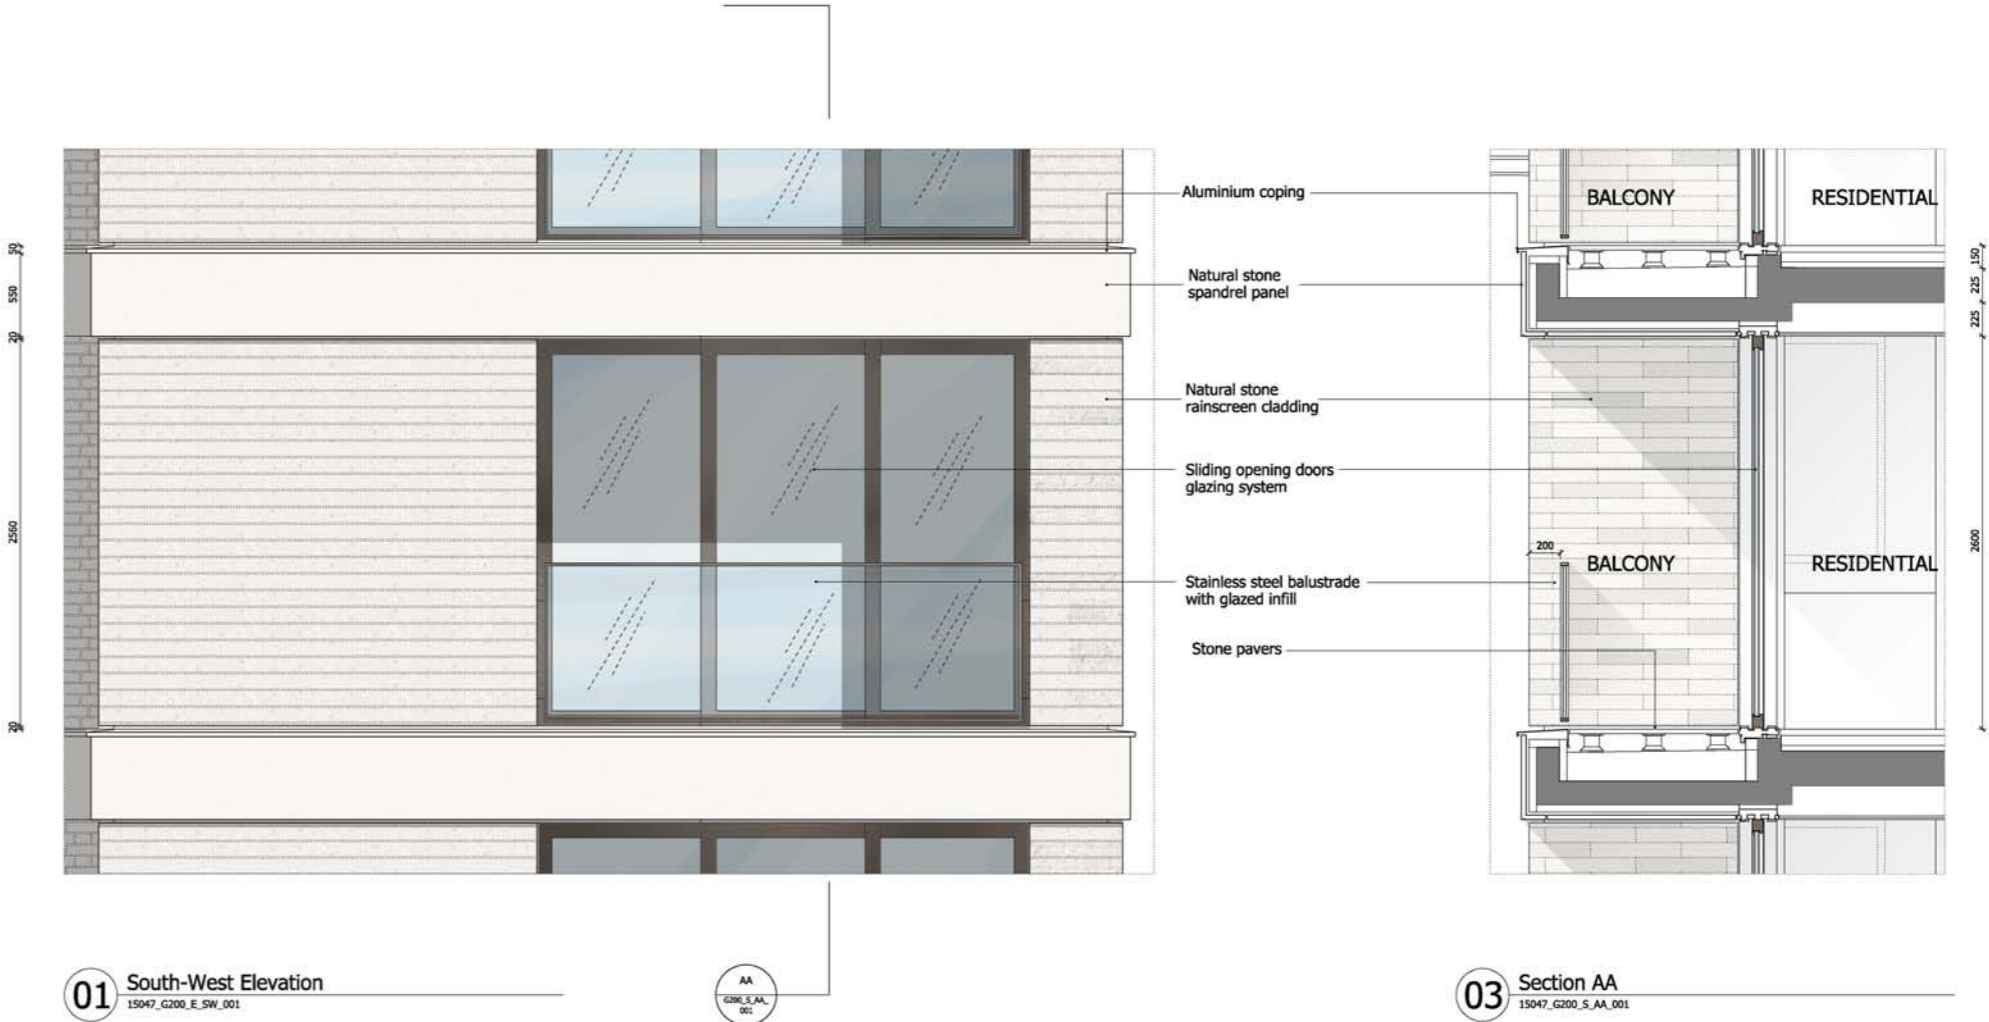 Aluminium coping
BALCONY
RESIDENTIAL
50
550
20
2560
20
Natural stone
spandrel panel
150
225
225
Natural stone
rainscreen cladding
Sliding opening doors
glazing system
200
BALCONY
RESIDENTIAL
2600
Stainless steel balustrade
with glazed infill
Stone pavers
01
South-West Elevation
15047_G200_E_SW_001
AA
G200_S_AA_
001
03
Section AA
15047_G200_S_AA_001